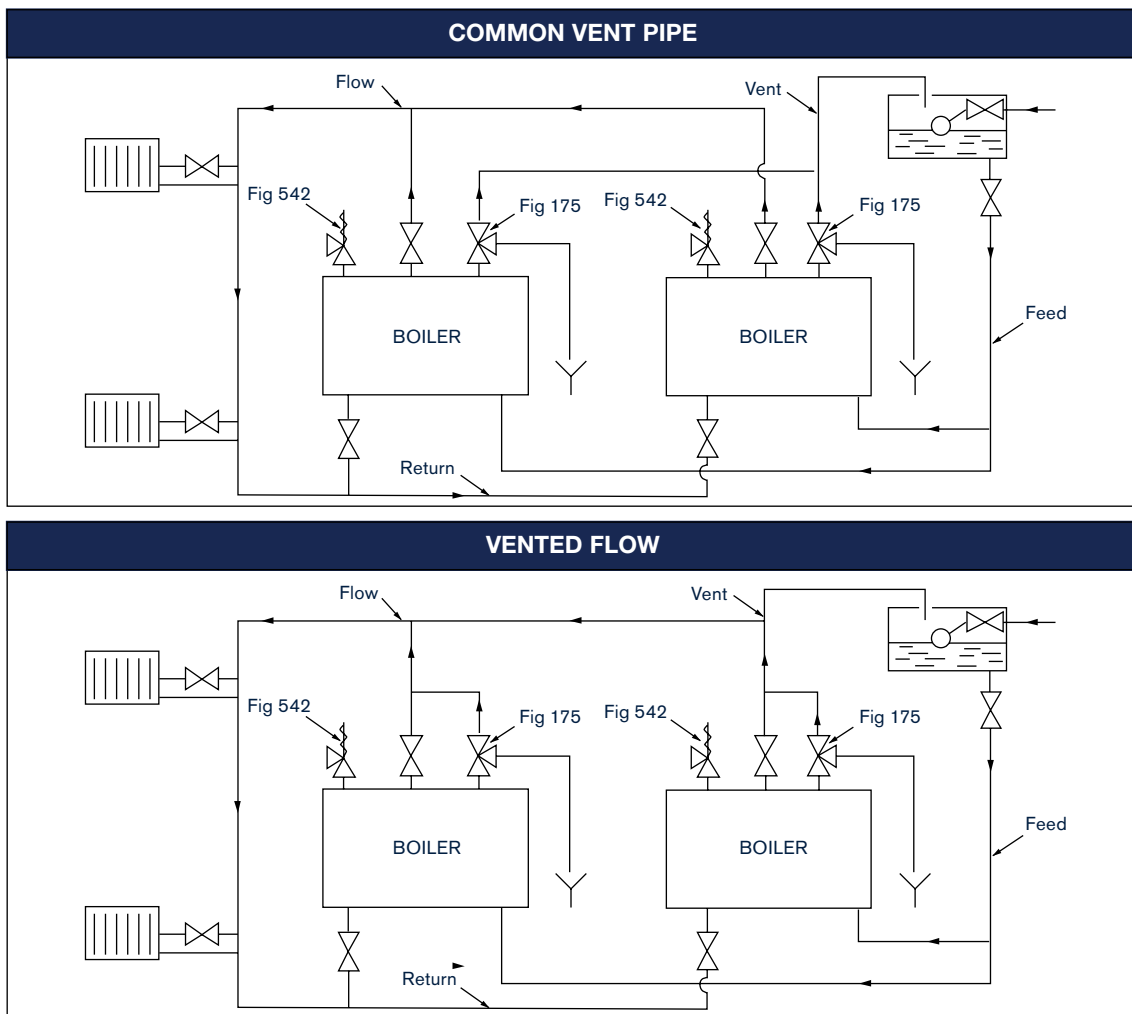 COMMON VENT PIPE
Flow
Vent
Fig 542
Fig 175
Fig 542
Fig 175
Feed
BOILER
BOILER
Return
VENTED FLOW
Flow
Vent
Fig 542
Fig 175
Fig 542
Fig 175
Feed
BOILER
BOILER
Return